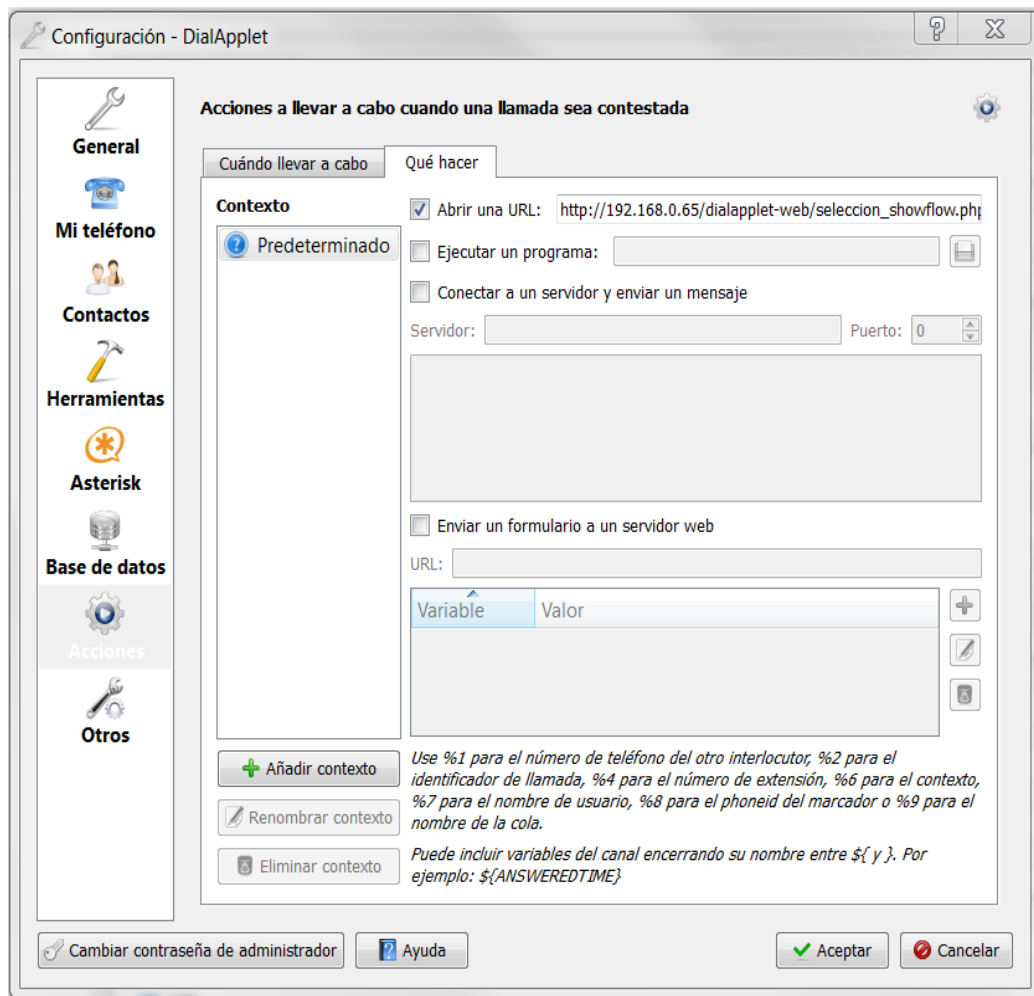 Configuración - DialApplet
General
Mi teléfono
Contactos
Herramientas
Asterisk
Base de datos
Acciones
Otros
Acciones a llevar a cabo cuando una llamada sea contestada
Cuándo llevar a cabo
Qué hacer
Contexto
Predeterminado
Abrir una URL: http://192.168.0.65/dialapplet-web/seleccion_showflow.php
Ejecutar un programa:
Conectar a un servidor y enviar un mensaje
Servidor: Puerto: 0
Enviar un formulario a un servidor web
URL:
Variable Valor
Añadir contexto
Renombrar contexto
Eliminar contexto
Use %1 para el número de teléfono del otro interlocutor, %2 para el
identificador de llamada, %4 para el número de extensión, %6 para el contexto,
%7 para el nombre de usuario, %8 para el phoneid del marcador o %9 para el
nombre de la cola.
Puede incluir variables del canal encerrando su nombre entre ${ y }. Por
ejemplo: ${ANSWEREDTIME}
Cambiar contraseña de administrador
Ayuda
Aceptar
Cancelar